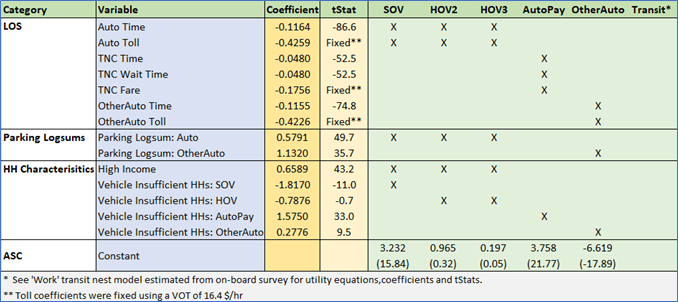 Category Variable Coefficient tStat SOV HOV2 HOV3 AutoPay OtherAuto Transit*
LOS Auto Time -0.1164 -86.6 X X X
Auto Toll -0.4259 Fixed** X X X
TNC Time -0.0480 -52.5 X
TNC Wait Time -0.0480 -52.5 X
TNC Fare -0.1756 Fixed** X
OtherAuto Time -0.1155 -74.8 X
OtherAuto Toll -0.4226 Fixed** X
Parking Logsums Parking Logsum: Auto 0.5791 49.7 X X X
Parking Logsum: OtherAuto 1.1320 35.7 X
HH Characterisitics High Income 0.6589 43.2 X X X
Vehicle Insufficient HHs: SOV -1.8170 -11.0 X
Vehicle Insufficient HHs: HOV -0.7876 -0.7 X X
Vehicle Insufficient HHs: AutoPay 1.5750 33.0 X
Vehicle Insufficient HHs: OtherAuto 0.2776 9.5 X
ASC Constant 3.232 0.965 0.197 3.758 -6.619
(15.84) (0.32) (0.05) (21.77) (-17.89)
* See 'Work' transit nest model estimated from on-board survey for utility equations,coefficients and tStats.
** Toll coefficients were fixed using a VOT of 16.4 $/hr